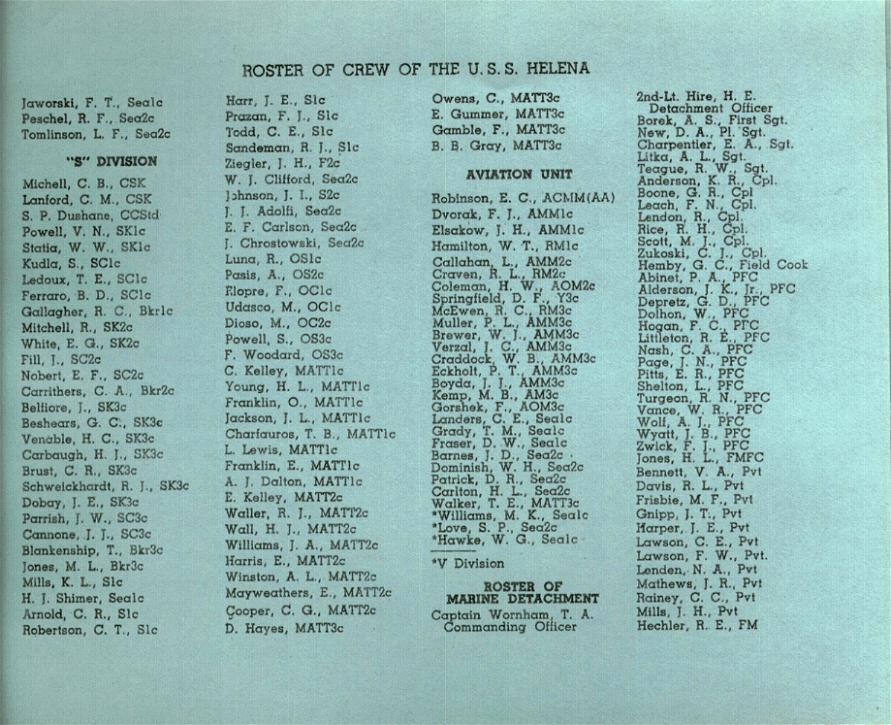 ROSTER OF CREW OF THE U. S. S. HELENA
Jaworski, F. T., Sea1c
Peschel, R. F., Sea2c
Tomlinson, L. F., Sea2c
"S" DIVISION
Michell, C. B., CSK
Lanford, C. M., CSK
S. P. Dushane, CCStd
Powell, V. N., SK1c
Statia, W. W., SK1c
Kudla, S., SC1c
Ledoux, T. E., SC1c
Ferraro, B. D., SC1c
Gallagher, R. C., Bkr1c
Mitchell, R., SK2c
White, E. G., SK2c
Fill, J., SC2c
Nobert, E. F., SC2c
Carrithers, C. A., Bkr2c
Belfiore, J., SK3c
Beshears, G. C., SK3c
Venable, H. C., SK3c
Carbaugh, H. J., SK3c
Brust, C. R., SK3c
Schweickhardt, R. J., SK3c
Dobay, J. E., SK3c
Parrish, J. W., SC3c
Cannone, J. J., SC3c
Blankenship, T., Bkr3c
Jones, M. L., Bkr3c
Mills, K. L., S1c
H. J. Shimer, Sea1c
Arnold, C. R., S1c
Robertson, C. T., S1c
Harr, J. E., S1c
Prazan, F. J., S1c
Todd, C. E., S1c
Sandeman, R. J., S1c
Ziegler, J. H., F2c
W. J. Clifford, Sea2c
Johnson, J. I., S2c
J. J. Adolfi, Sea2c
E. F. Carlson, Sea2c
J. Chrostowski, Sea2c
Luna, R., OS1c
Pasis, A., OS2c
Elopre, F., OC1c
Udasco, M., OC1c
Dioso, M., OC2c
Powell, S., OS3c
F. Woodard, OS3c
C. Kelley, MATT1c
Young, H. L., MATT1c
Franklin, O., MATT1c
Jackson, J. L., MATT1c
Charfauros, T. B., MATT1c
L. Lewis, MATT1c
Franklin, E., MATT1c
A. J. Dalton, MATT1c
E. Kelley, MATT2c
Waller, R. J., MATT2c
Wall, H. J., MATT2c
Williams, J. A., MATT2c
Harris, E., MATT2c
Winston, A. L., MATT2c
Mayweathers, E., MATT2c
Cooper, C. G., MATT2c
D. Hayes, MATT3c
Owens, C., MATT3c
E. Gummer, MATT3c
Gamble, F., MATT3c
B. B. Gray, MATT3c
AVIATION UNIT
Robinson, E. C., ACMM(AA)
Dvorak, F. J., AMM1c
Elsakow, J. H., AMM1c
Hamilton, W. T., RM1c
Callahan, L., AMM2c
Craven, R. L., RM2c
Coleman, H. W., AOM2c
Springfield, D. F., Y3c
McEwen, R. C., RM3c
Muller, P. L., AMM3c
Brewer, W. J., AMM3c
Verzal, J. C., AMM3c
Craddock, W. B., AMM3c
Eckholt, P. T., AMM3c
Boyda, J. J., AMM3c
Kemp, M. B., AM3c
Gorshek, F., AOM3c
Landers, C. E., Sea1c
Grady, T. M., Sea1c
Fraser, D. W., Sea1c
Barnes, J. D., Sea2c
Dominish, W. H., Sea2c
Patrick, D. R., Sea2c
Carlton, H. L., Sea2c
Walker, T. E., MATT3c
*Williams, M. K., Sea1c
*Love, S. P., Sea2c
*Hawke, W. G., Sea1c
*V Division
ROSTER OF
MARINE DETACHMENT
Captain Wornham, T. A.
Commanding Officer
2nd-Lt. Hire, H. E.
Detachment Officer
Borek, A. S., First Sgt.
New, D. A., Pl. Sgt.
Charpentier, E. A., Sgt.
Litka, A. L., Sgt.
Teague, R. W., Sgt.
Anderson, K. R., Cpl.
Boone, G. R., Cpl
Leach, F. N., Cpl.
Lendon, R., Cpl.
Rice, R. H., Cpl.
Scott, M. J., Cpl.
Zukoski, C. J., Cpl.
Hemby, G. C., Field Cook
Abinet, P. A., PFC
Alderson, J. K., Jr., PFC
Depretz, G. D., PFC
Dolhon, W., PFC
Hogan, F. C., PFC
Littleton, R. E., PFC
Nash, C. A., PFC
Page, J. N., PFC
Pitts, E. R., PFC
Shelton, L., PFC
Turgeon, R. N., PFC
Vance, W. R., PFC
Wolf, A. J., PFC
Wyatt, J. B., PFC
Zwick, F. J., PFC
Jones, H. L., FMFC
Bennett, V. A., Pvt
Davis, R. L., Pvt
Frisbie, M. F., Pvt
Gnipp, J. T., Pvt
Harper, J. E., Pvt
Lawson, C. E., Pvt
Lawson, F. W., Pvt.
Lenden, N. A., Pvt
Mathews, J. R., Pvt
Rainey, C. C., Pvt
Mills, J. H., Pvt
Hechler, R. E., FM